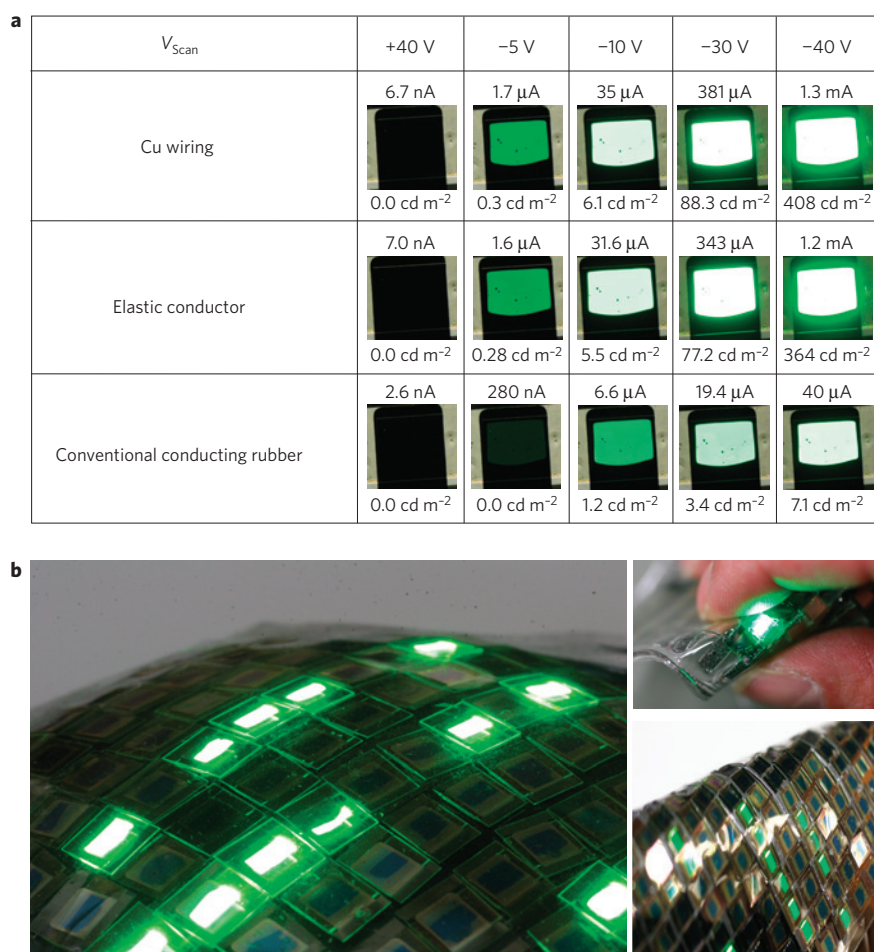 a
V_Scan +40 V −5 V −10 V −30 V −40 V
6.7 nA 1.7 µA 35 µA 381 µA 1.3 mA
Cu wiring
0.0 cd m⁻² 0.3 cd m⁻² 6.1 cd m⁻² 88.3 cd m⁻² 408 cd m⁻²
7.0 nA 1.6 µA 31.6 µA 343 µA 1.2 mA
Elastic conductor
0.0 cd m⁻² 0.28 cd m⁻² 5.5 cd m⁻² 77.2 cd m⁻² 364 cd m⁻²
2.6 nA 280 nA 6.6 µA 19.4 µA 40 µA
Conventional conducting rubber
0.0 cd m⁻² 0.0 cd m⁻² 1.2 cd m⁻² 3.4 cd m⁻² 7.1 cd m⁻²
b